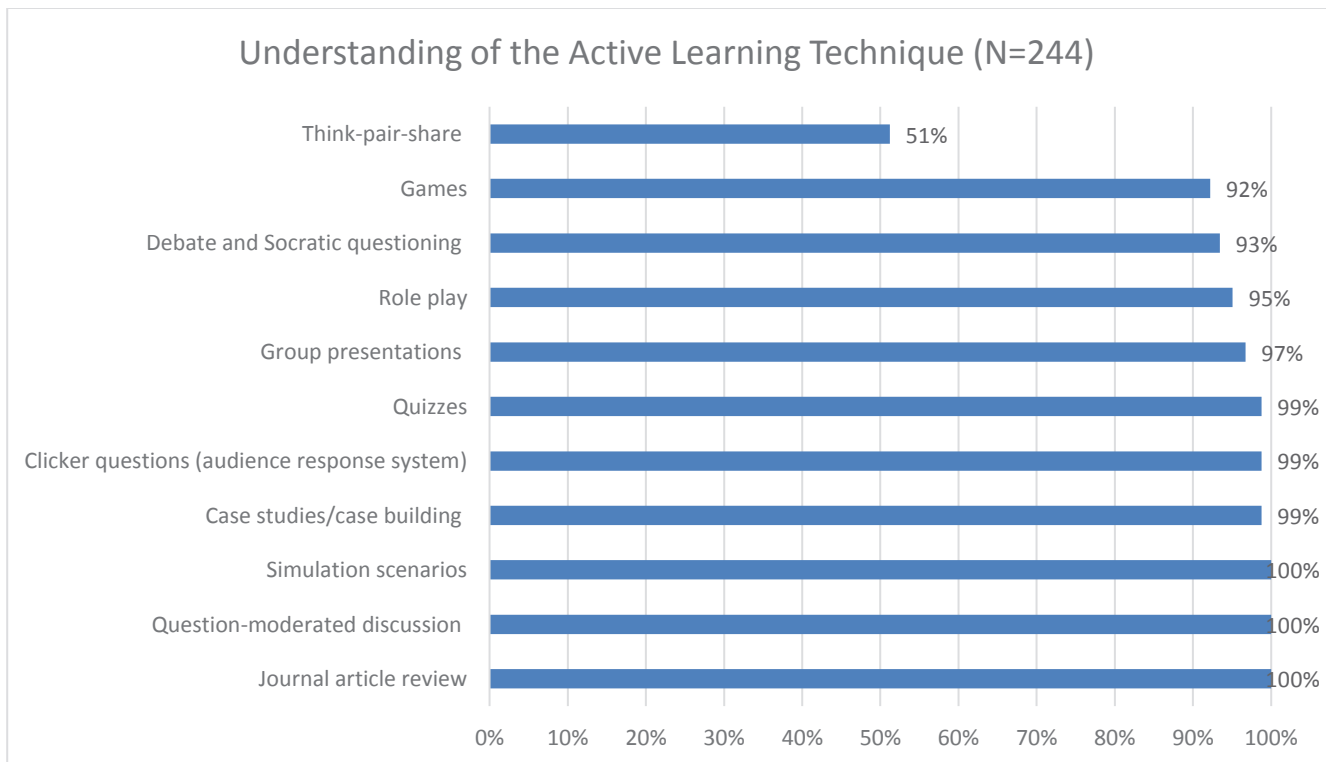 Understanding of the Active Learning Technique (N=244)
Think-pair-share 51%
Games 92%
Debate and Socratic questioning 93%
Role play 95%
Group presentations 97%
Quizzes 99%
Clicker questions (audience response system) 99%
Case studies/case building 99%
Simulation scenarios 100%
Question-moderated discussion 100%
Journal article review 100%
0% 10% 20% 30% 40% 50% 60% 70% 80% 90% 100%